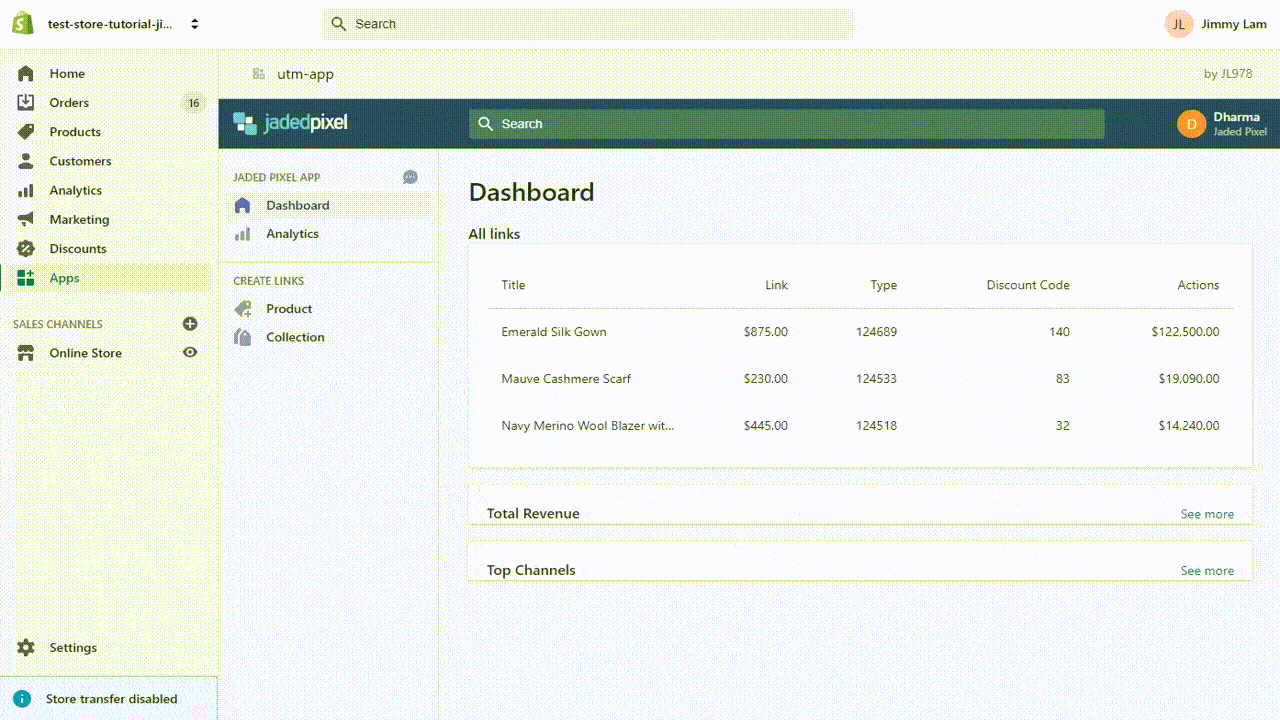 test-store-tutorial-ji...
Search
JL
Jimmy Lam
Home
Orders
16
Products
Customers
Analytics
Marketing
Discounts
Apps
SALES CHANNELS
Online Store
Settings
Store transfer disabled
utm-app
by JL978
jadedpixel
Search
D
Dharma
Jaded Pixel
JADED PIXEL APP
Dashboard
Analytics
CREATE LINKS
Product
Collection
Dashboard
All links
Title Link Type Discount Code Actions
Emerald Silk Gown $875.00 124689 140 $122,500.00
Mauve Cashmere Scarf $230.00 124533 83 $19,090.00
Navy Merino Wool Blazer wit... $445.00 124518 32 $14,240.00
Total Revenue See more
Top Channels See more